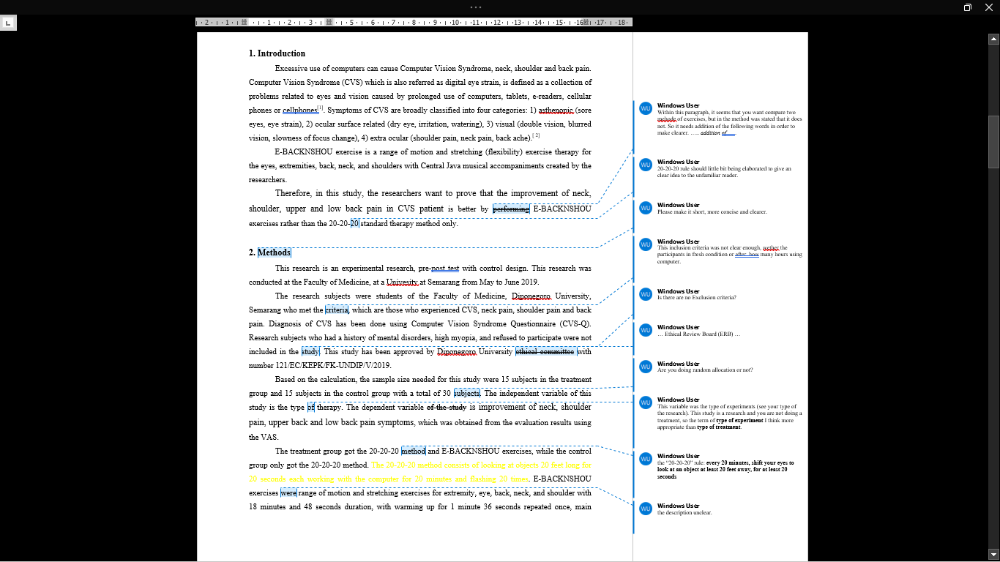 2 1 1 2 3 5 6 7 8 9 10 11 12 13 14 15 16 17 18
1. Introduction
Excessive use of computers can cause Computer Vision Syndrome, neck, shoulder and back pain.
Computer Vision Syndrome (CVS) which is also referred as digital eye strain, is defined as a collection of
problems related to eyes and vision caused by prolonged use of computers, tablets, e-readers, cellular
phones or cellphones[1]. Symptoms of CVS are broadly classified into four categories: 1) asthenopic (sore
eyes, eye strain), 2) ocular surface related (dry eye, irritation, watering), 3) visual (double vision, blurred
vision, slowness of focus change), 4) extra ocular (shoulder pain, neck pain, back ache).[ 2]
E-BACKNSHOU exercise is a range of motion and stretching (flexibility) exercise therapy for
the eyes, extremities, back, neck, and shoulders with Central Java musical accompaniments created by the
researchers.
Therefore, in this study, the researchers want to prove that the improvement of neck,
shoulder, upper and low back pain in CVS patient is better by performing E-BACKNSHOU
exercises rather than the 20-20-20 standard therapy method only.
2. Methods
This research is an experimental research, pre-post test with control design. This research was
conducted at the Faculty of Medicine, at a Univesity at Semarang from May to June 2019.
The research subjects were students of the Faculty of Medicine, Diponegoro University,
Semarang who met the criteria, which are those who experienced CVS, neck pain, shoulder pain and back
pain. Diagnosis of CVS has been done using Computer Vision Syndrome Questionnaire (CVS-Q).
Research subjects who had a history of mental disorders, high myopia, and refused to participate were not
included in the study. This study has been approved by Diponegoro University ethical committee with
number 121/EC/KEPK/FK-UNDIP/V/2019.
Based on the calculation, the sample size needed for this study were 15 subjects in the treatment
group and 15 subjects in the control group with a total of 30 subjects. The independent variable of this
study is the type of therapy. The dependent variable of the study is improvement of neck, shoulder
pain, upper back and low back pain symptoms, which was obtained from the evaluation results using
the VAS.
The treatment group got the 20-20-20 method and E-BACKNSHOU exercises, while the control
group only got the 20-20-20 method. The 20-20-20 method consists of looking at objects 20 feet long for
20 seconds each working with the computer for 20 minutes and flashing 20 times. E-BACKNSHOU
exercises were range of motion and stretching exercises for extremity, eye, back, neck, and shoulder with
18 minutes and 48 seconds duration, with warming up for 1 minute 36 seconds repeated once, main
WU Windows User
Within this paragraph, it seems that you want compare two
mehode of exercises, but in the method was stated that it does
not. So it needs addition of the following words in order to
make clearer. ….. addition of.....
WU Windows User
20-20-20 rule should little bit being elaborated to give an
clear idea to the unfamiliar reader.
WU Windows User
Please make it short, more concise and clearer.
WU Windows User
This inclusion criteria was not clear enough, wether the
participants in fresh condition or after how many hours using
computer.
WU Windows User
Is there are no Exclusion criteria?
WU Windows User
… Ethical Review Board (ERB) …
WU Windows User
Are you doing random allocation or not?
WU Windows User
This variable was the type of experiments (see your type of
the research). This study is a research and you are not doing a
treatment, so the term of type of experiment I think more
appropriate than type of treatment.
WU Windows User
the “20-20-20” rule: every 20 minutes, shift your eyes to
look at an object at least 20 feet away, for at least 20
seconds
WU Windows User
the description unclear.